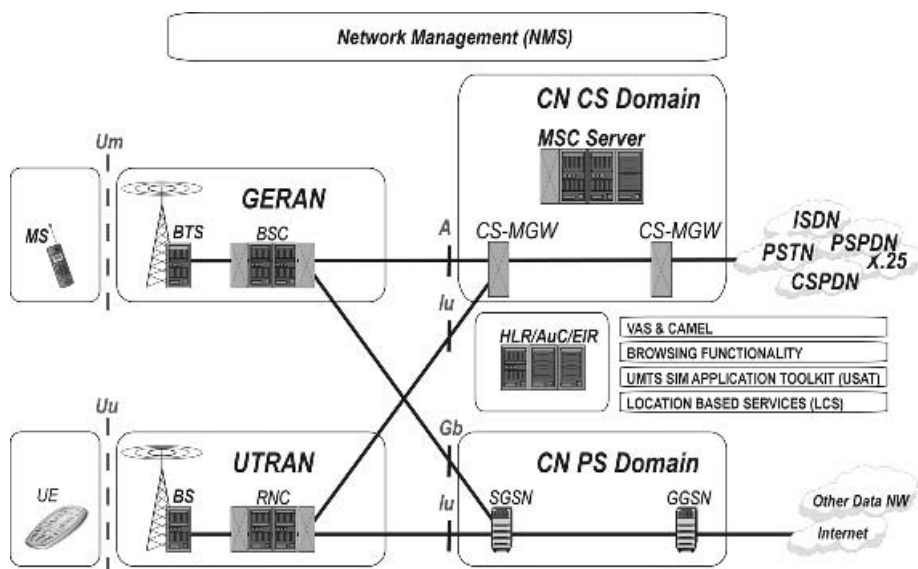 Network Management (NMS)
CN CS Domain
MSC Server
Um
GERAN
MS
BTS
BSC
A
CS-MGW
CS-MGW
ISDN
PSTN
PSPDN
X.25
CSPDN
Iu
HLR/AuC/EIR
VAS & CAMEL
BROWSING FUNCTIONALITY
UMTS SIM APPLICATION TOOLKIT (USAT)
LOCATION BASED SERVICES (LCS)
Uu
UTRAN
Gb
CN PS Domain
UE
BS
RNC
Iu
SGSN
GGSN
Other Data NW
Internet